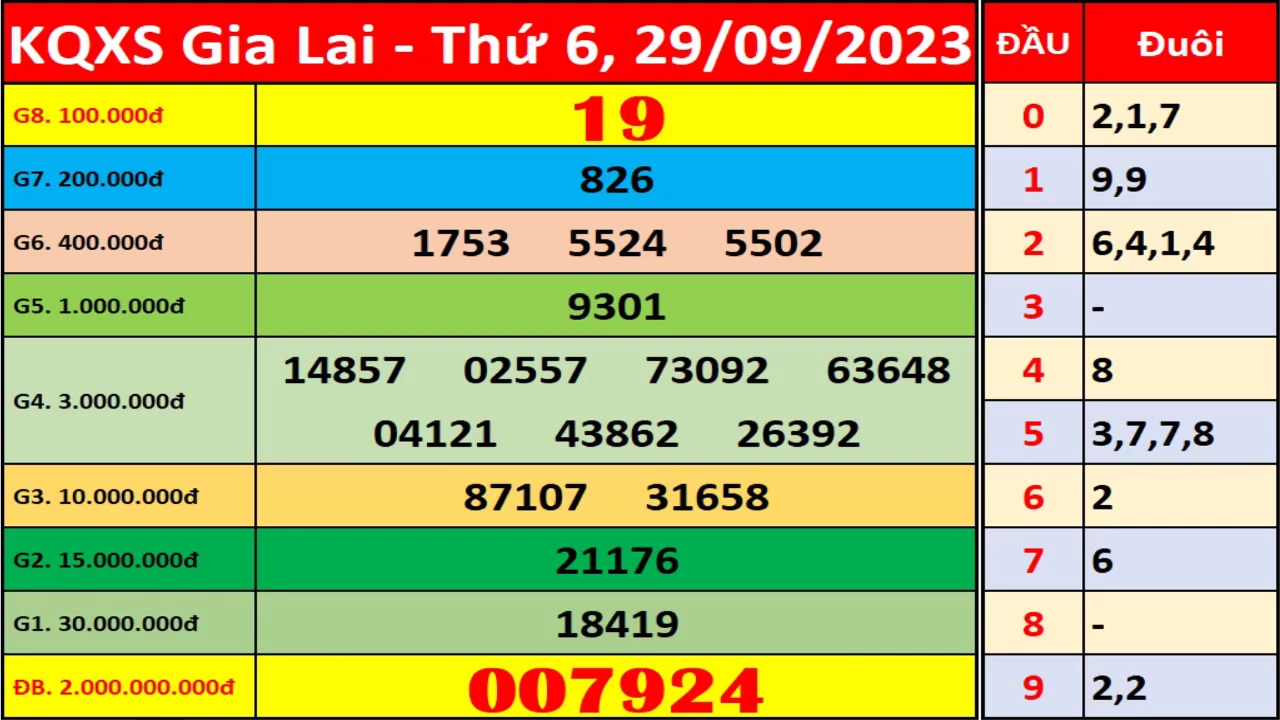 KQXS Gia Lai - Thứ 6, 29/09/2023
G8. 100.000đ 19
G7. 200.000đ 826
G6. 400.000đ 1753 5524 5502
G5. 1.000.000đ 9301
G4. 3.000.000đ 14857 02557 73092 63648
04121 43862 26392
G3. 10.000.000đ 87107 31658
G2. 15.000.000đ 21176
G1. 30.000.000đ 18419
ĐB. 2.000.000.000đ 007924
ĐẦU Đuôi
0 2,1,7
1 9,9
2 6,4,1,4
3 -
4 8
5 3,7,7,8
6 2
7 6
8 -
9 2,2